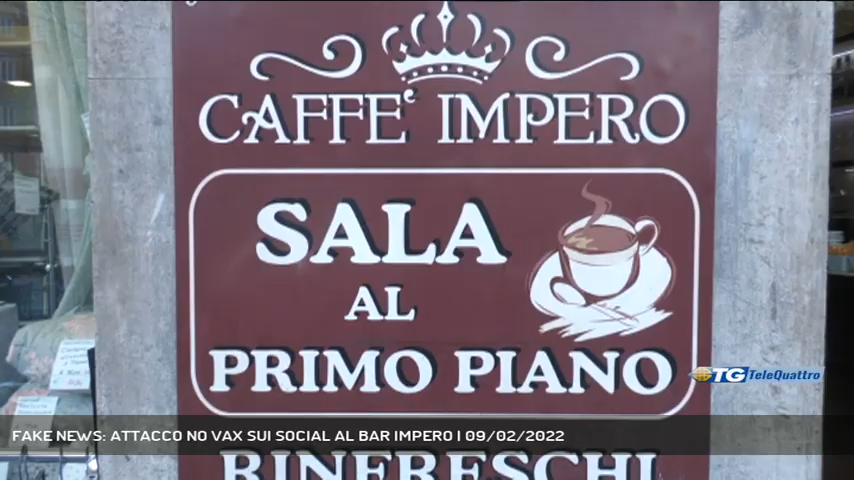 CAFFE' IMPERO
SALA
AL
PRIMO PIANO
TG TeleQuattro
FAKE NEWS: ATTACCO NO VAX SUI SOCIAL AL BAR IMPERO | 09/02/2022
RINFRESCHI